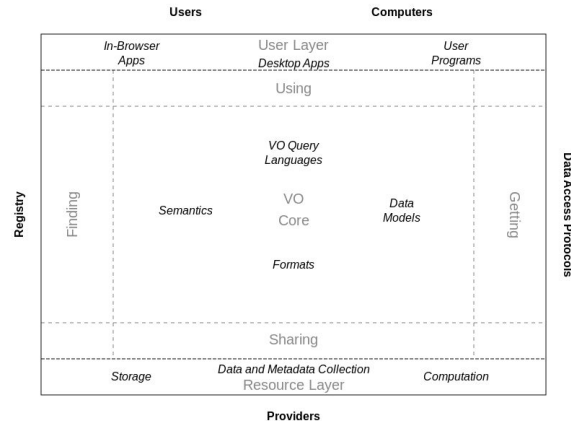 Users
Computers
In-Browser
Apps
User Layer
Desktop Apps
User
Programs
Using
VO Query
Languages
Registry
Finding
Semantics
VO
Core
Data
Models
Getting
Data Access Protocols
Formats
Sharing
Storage
Data and Metadata Collection
Resource Layer
Computation
Providers